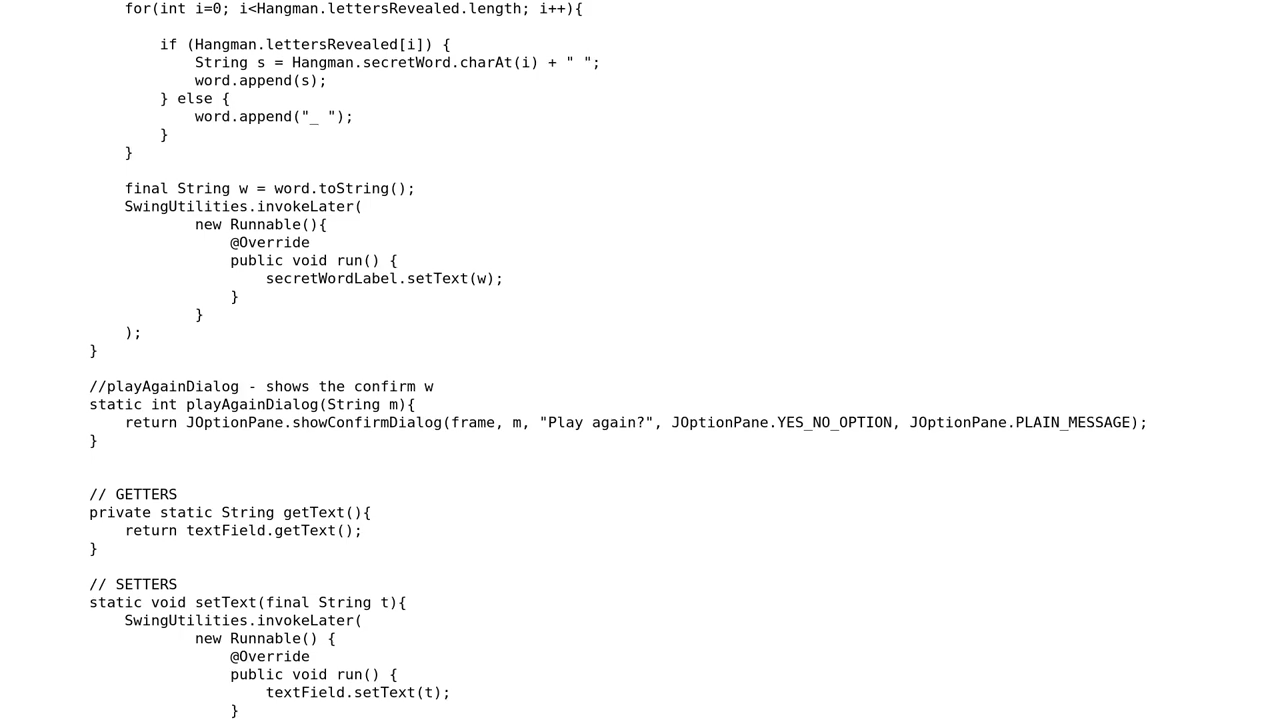 for(int i=0; i<Hangman.lettersRevealed.length; i++){
if (Hangman.lettersRevealed[i]) {
String s = Hangman.secretWord.charAt(i) + " ";
word.append(s);
} else {
word.append("_ ");
}
}
final String w = word.toString();
SwingUtilities.invokeLater(
new Runnable(){
@Override
public void run() {
secretWordLabel.setText(w);
}
}
);
}
//playAgainDialog - shows the confirm w
static int playAgainDialog(String m){
return JOptionPane.showConfirmDialog(frame, m, "Play again?", JOptionPane.YES_NO_OPTION, JOptionPane.PLAIN_MESSAGE);
}
// GETTERS
private static String getText(){
return textField.getText();
}
// SETTERS
static void setText(final String t){
SwingUtilities.invokeLater(
new Runnable() {
@Override
public void run() {
textField.setText(t);
}